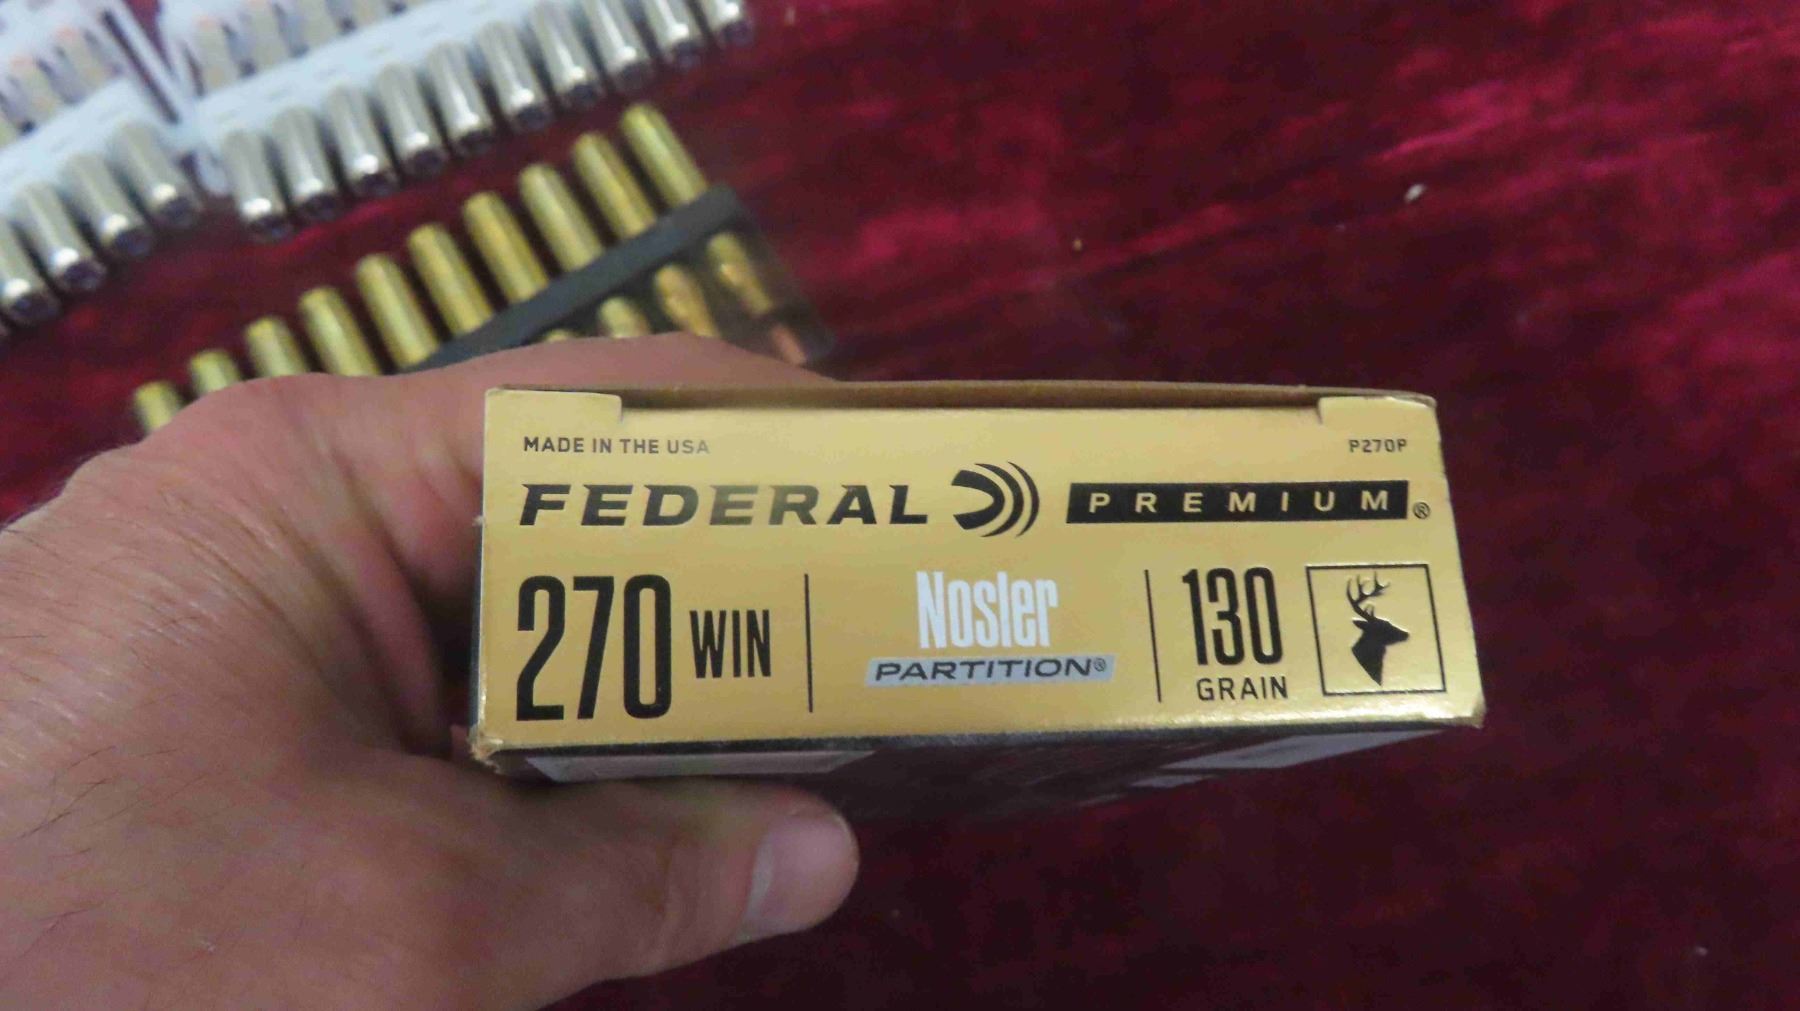 MADE IN THE USA
P270P
FEDERAL PREMIUM®
270 WIN
Nosler
PARTITION®
130
GRAIN